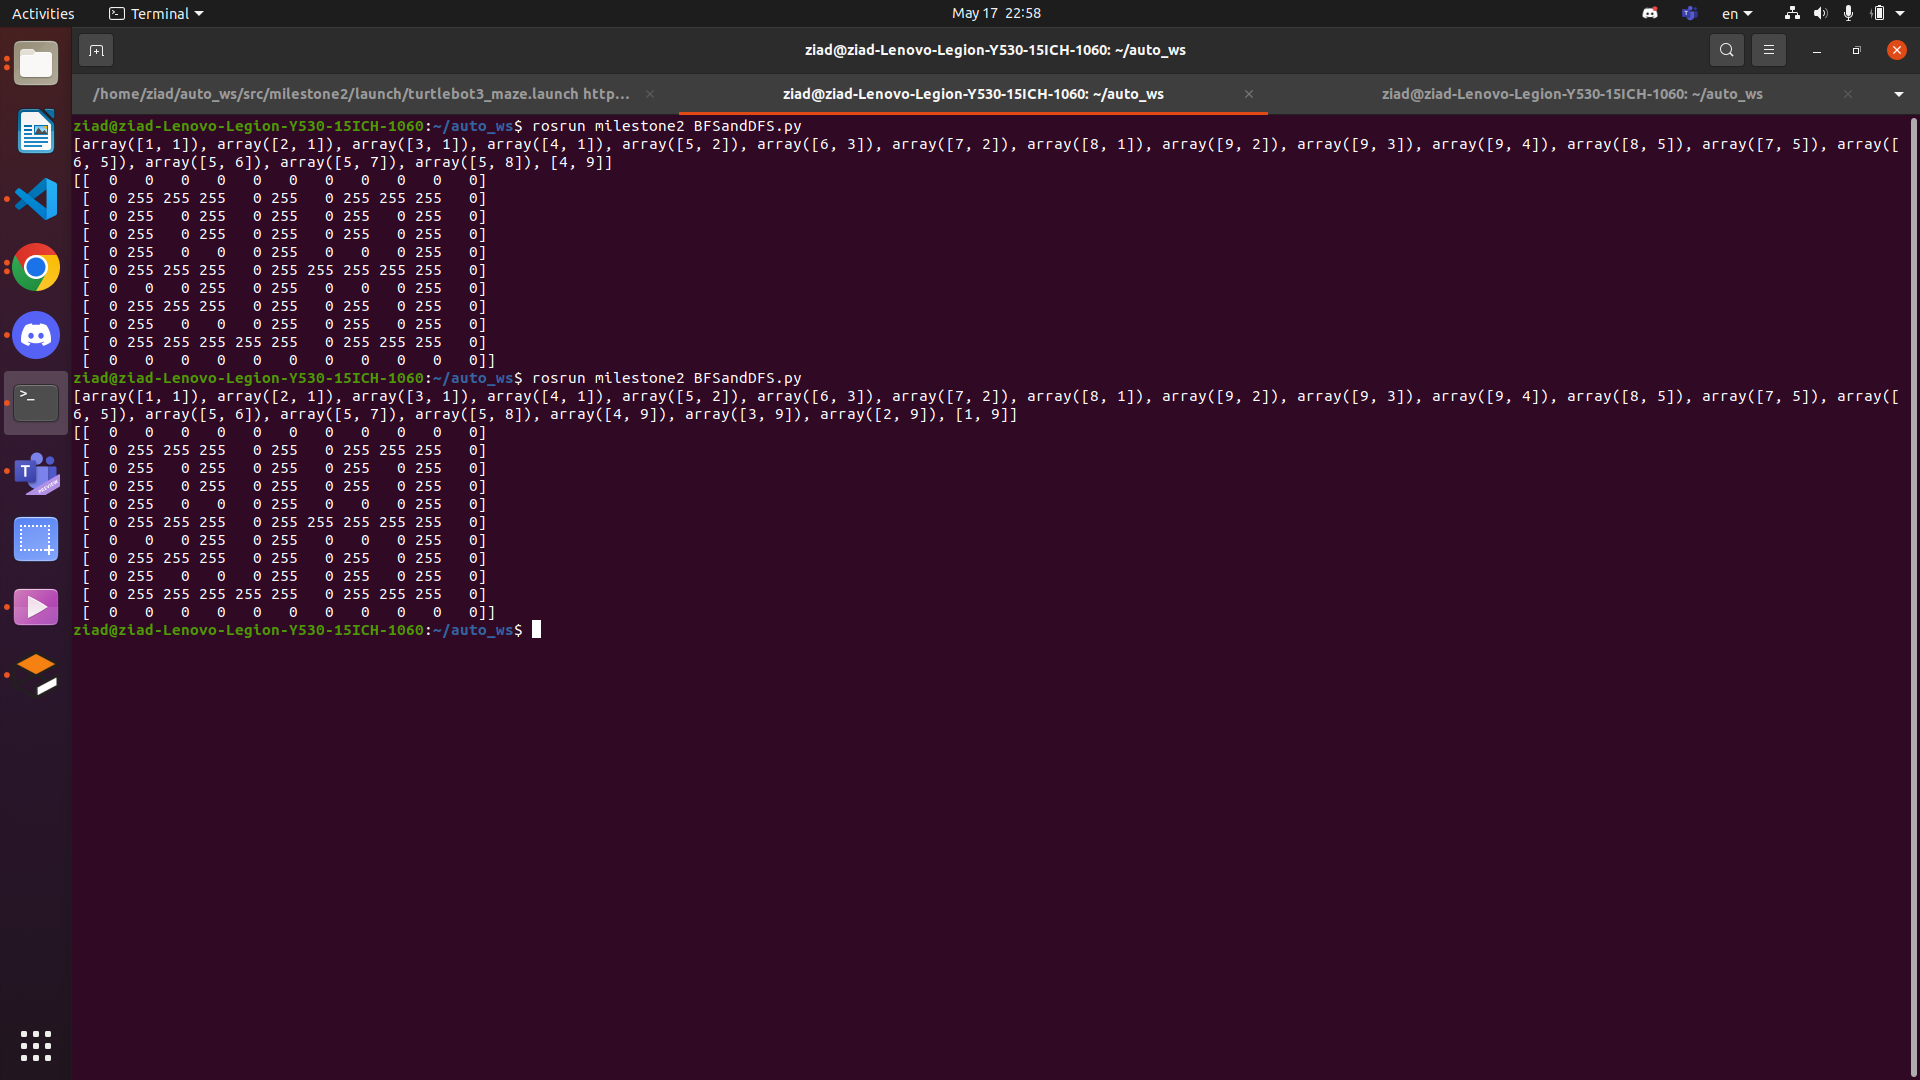 Activities
Terminal
May 17  22:58
en
ziad@ziad-Lenovo-Legion-Y530-15ICH-1060: ~/auto_ws
/home/ziad/auto_ws/src/milestone2/launch/turtlebot3_maze.launch http...
ziad@ziad-Lenovo-Legion-Y530-15ICH-1060: ~/auto_ws
ziad@ziad-Lenovo-Legion-Y530-15ICH-1060: ~/auto_ws
ziad@ziad-Lenovo-Legion-Y530-15ICH-1060:~/auto_ws$ rosrun milestone2 BFSandDFS.py
[array([1, 1]), array([2, 1]), array([3, 1]), array([4, 1]), array([5, 2]), array([6, 3]), array([7, 2]), array([8, 1]), array([9, 2]), array([9, 3]), array([9, 4]), array([8, 5]), array([7, 5]), array([
6, 5]), array([5, 6]), array([5, 7]), array([5, 8]), [4, 9]]
[[  0   0   0   0   0   0   0   0   0   0   0]
 [  0 255 255 255   0 255   0 255 255 255   0]
 [  0 255   0 255   0 255   0 255   0 255   0]
 [  0 255   0 255   0 255   0 255   0 255   0]
 [  0 255   0   0   0 255   0   0   0 255   0]
 [  0 255 255 255   0 255 255 255 255 255   0]
 [  0   0   0 255   0 255   0   0   0 255   0]
 [  0 255 255 255   0 255   0 255   0 255   0]
 [  0 255   0   0   0 255   0 255   0 255   0]
 [  0 255 255 255 255 255   0 255 255 255   0]
 [  0   0   0   0   0   0   0   0   0   0   0]]
ziad@ziad-Lenovo-Legion-Y530-15ICH-1060:~/auto_ws$ rosrun milestone2 BFSandDFS.py
[array([1, 1]), array([2, 1]), array([3, 1]), array([4, 1]), array([5, 2]), array([6, 3]), array([7, 2]), array([8, 1]), array([9, 2]), array([9, 3]), array([9, 4]), array([8, 5]), array([7, 5]), array([
6, 5]), array([5, 6]), array([5, 7]), array([5, 8]), array([4, 9]), array([3, 9]), array([2, 9]), [1, 9]]
[[  0   0   0   0   0   0   0   0   0   0   0]
 [  0 255 255 255   0 255   0 255 255 255   0]
 [  0 255   0 255   0 255   0 255   0 255   0]
 [  0 255   0 255   0 255   0 255   0 255   0]
 [  0 255   0   0   0 255   0   0   0 255   0]
 [  0 255 255 255   0 255 255 255 255 255   0]
 [  0   0   0 255   0 255   0   0   0 255   0]
 [  0 255 255 255   0 255   0 255   0 255   0]
 [  0 255   0   0   0 255   0 255   0 255   0]
 [  0 255 255 255 255 255   0 255 255 255   0]
 [  0   0   0   0   0   0   0   0   0   0   0]]
ziad@ziad-Lenovo-Legion-Y530-15ICH-1060:~/auto_ws$
T
PREVIEW